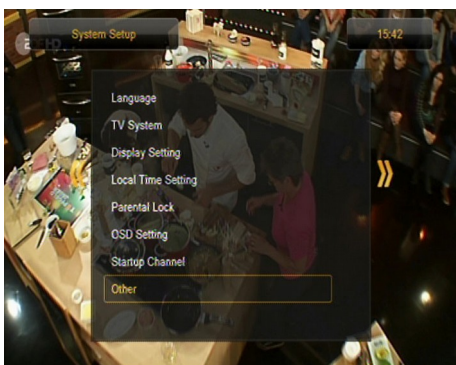 System Setup
15:42
Language
TV System
Display Setting
Local Time Setting
Parental Lock
OSD Setting
Startup Channel
Other